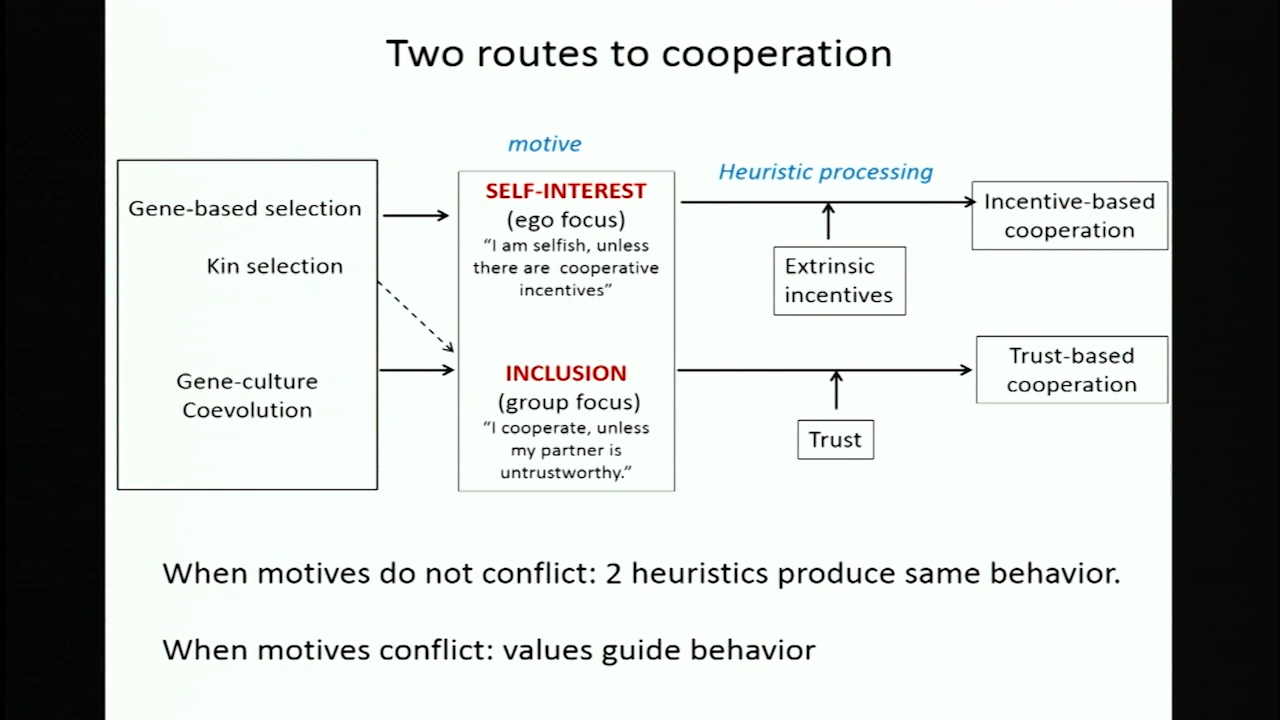 Two routes to cooperation
motive
Heuristic processing
Gene-based selection
Kin selection
Gene-culture
Coevolution
SELF-INTEREST
(ego focus)
“I am selfish, unless
there are cooperative
incentives”
INCLUSION
(group focus)
“I cooperate, unless
my partner is
untrustworthy.”
Extrinsic
incentives
Trust
Incentive-based
cooperation
Trust-based
cooperation
When motives do not conflict: 2 heuristics produce same behavior.
When motives conflict: values guide behavior